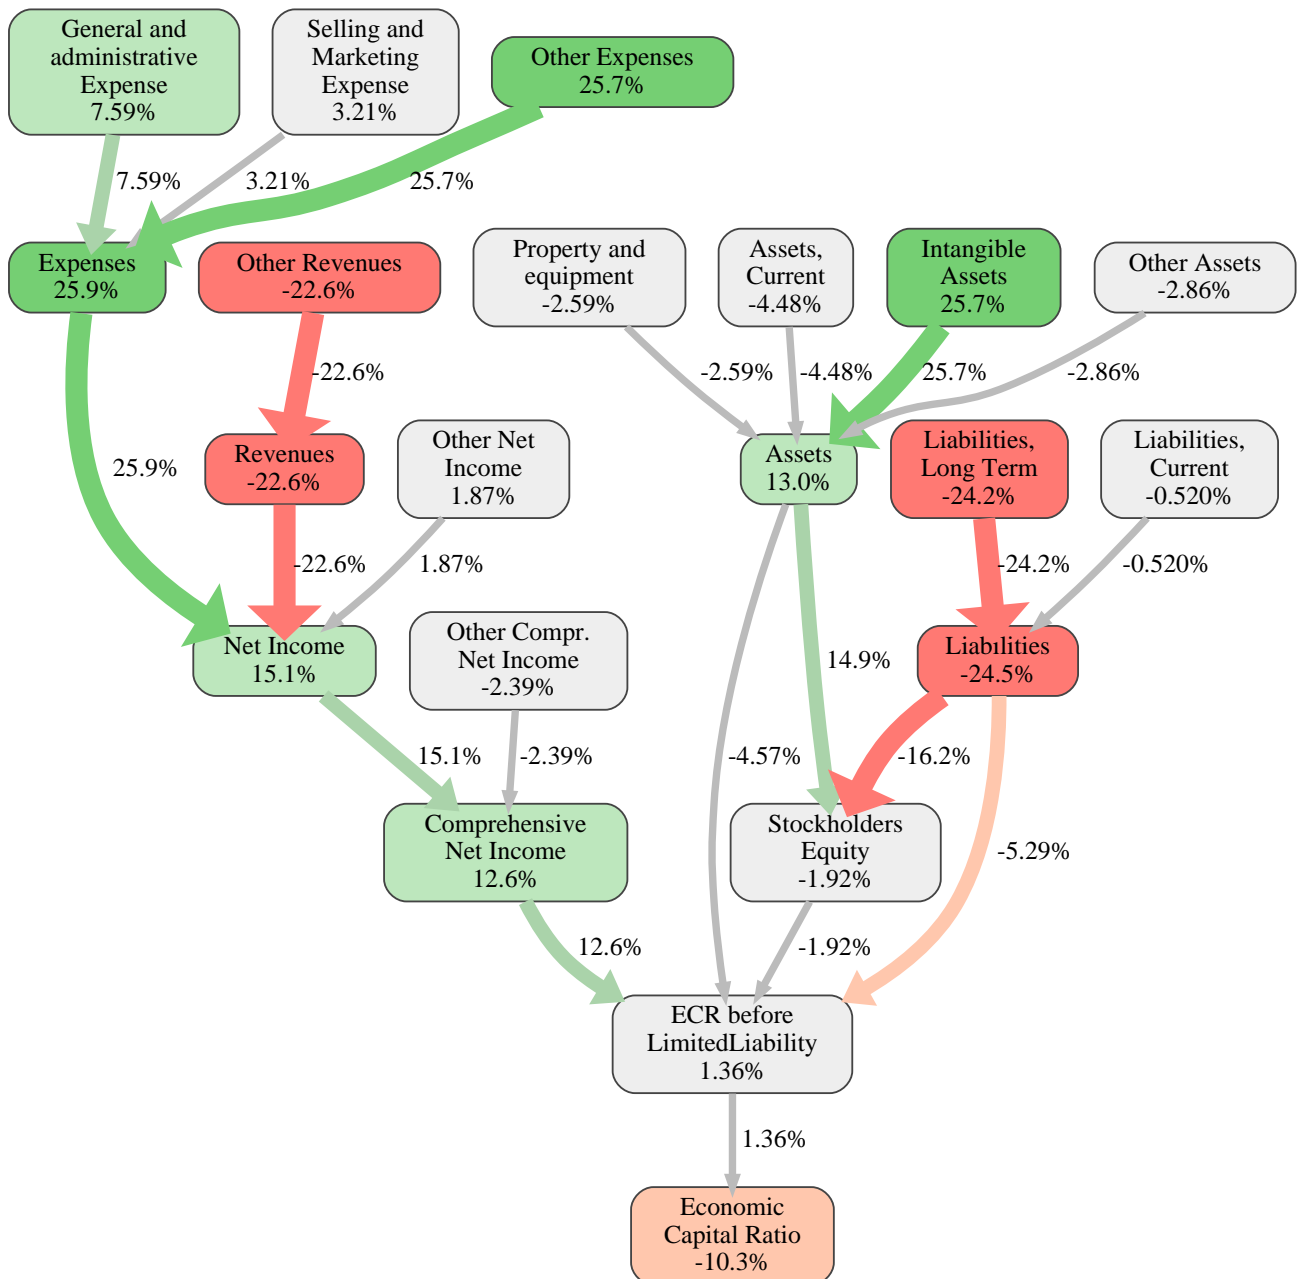 General and
administrative
Expense
7.59%
Selling and
Marketing
Expense
3.21%
Other Expenses
25.7%
7.59%
3.21%
25.7%
Expenses
25.9%
Other Revenues
-22.6%
Property and
equipment
-2.59%
Assets,
Current
-4.48%
Intangible
Assets
25.7%
Other Assets
-2.86%
-22.6%
-2.59%
-4.48%
25.7%
-2.86%
Revenues
-22.6%
Other Net
Income
1.87%
Assets
13.0%
Liabilities,
Long Term
-24.2%
Liabilities,
Current
-0.520%
25.9%
-22.6%
1.87%
-24.2%
-0.520%
Net Income
15.1%
Other Compr.
Net Income
-2.39%
14.9%
Liabilities
-24.5%
15.1%
-2.39%
-4.57%
-16.2%
Comprehensive
Net Income
12.6%
Stockholders
Equity
-1.92%
-5.29%
12.6%
-1.92%
ECR before
LimitedLiability
1.36%
1.36%
Economic
Capital Ratio
-10.3%